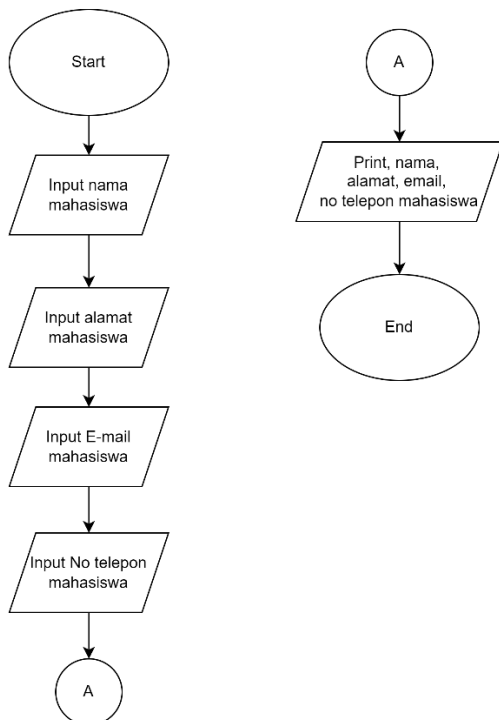 Start
Input nama
mahasiswa
Input alamat
mahasiswa
Input E-mail
mahasiswa
Input No telepon
mahasiswa
A
A
Print, nama,
alamat, email,
no telepon mahasiswa
End